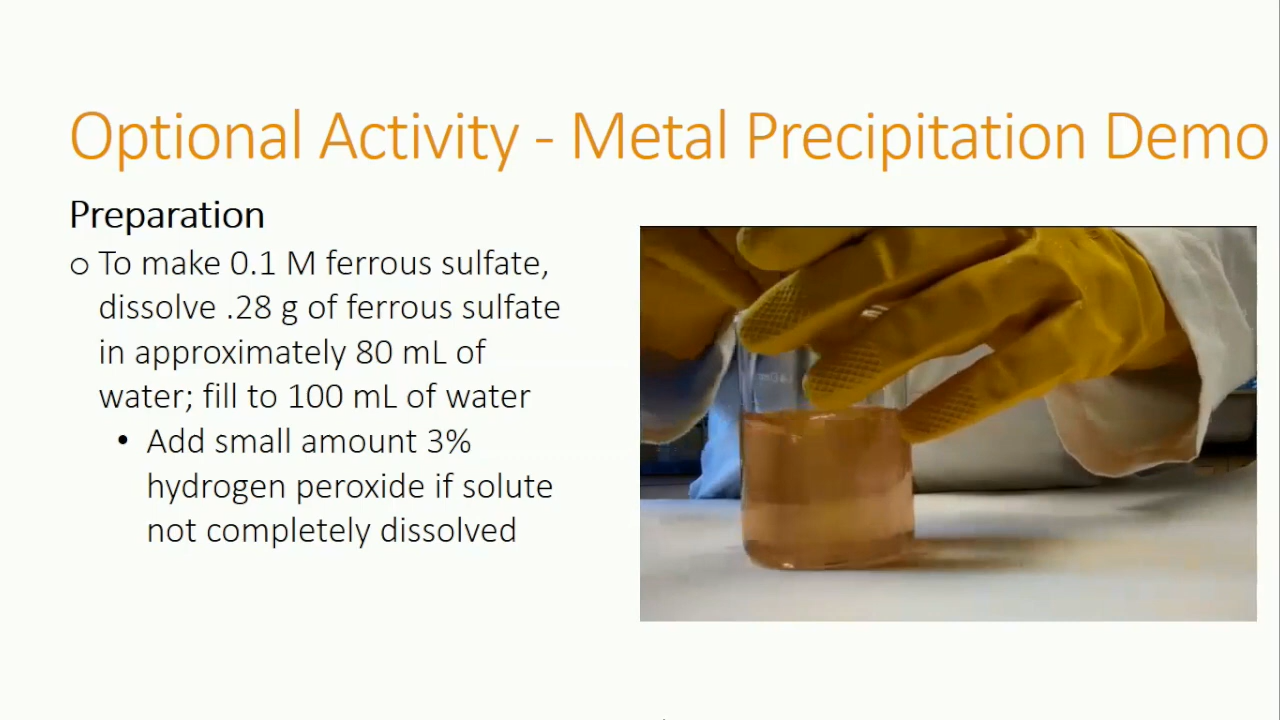 Optional Activity - Metal Precipitation Demo
Preparation
o To make 0.1 M ferrous sulfate,
dissolve .28 g of ferrous sulfate
in approximately 80 mL of
water; fill to 100 mL of water
• Add small amount 3%
hydrogen peroxide if solute
not completely dissolved